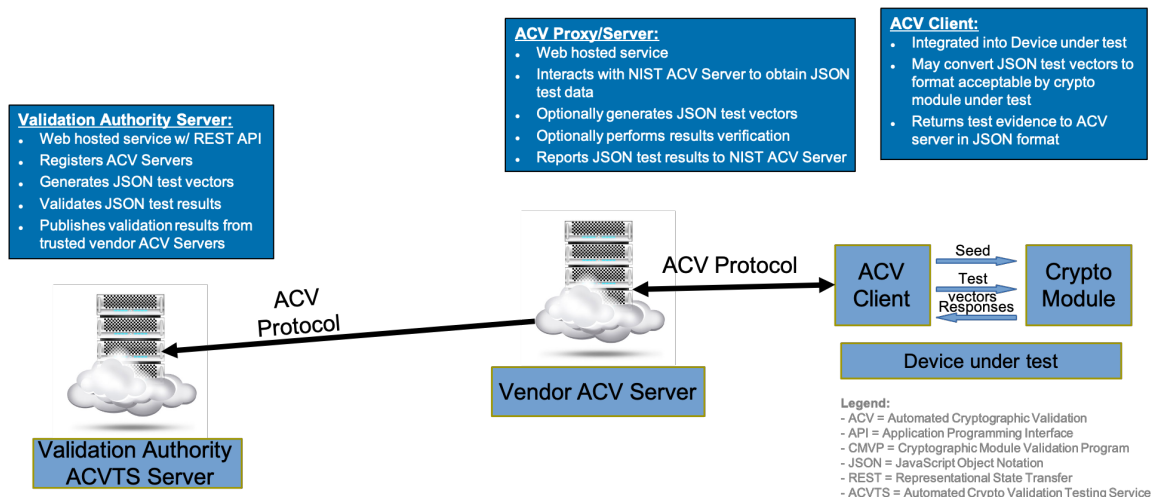 ACV Proxy/Server:
• Web hosted service
• Interacts with NIST ACV Server to obtain JSON
test data
• Optionally generates JSON test vectors
• Optionally performs results verification
• Reports JSON test results to NIST ACV Server
ACV Client:
• Integrated into Device under test
• May convert JSON test vectors to
format acceptable by crypto
module under test
• Returns test evidence to ACV
server in JSON format
Validation Authority Server:
• Web hosted service w/ REST API
• Registers ACV Servers
• Generates JSON test vectors
• Validates JSON test results
• Publishes validation results from
trusted vendor ACV Servers
ACV
Protocol
ACV Protocol
ACV
Client
Seed
Test
vectors
Responses
Crypto
Module
Device under test
Vendor ACV Server
Validation Authority
ACVTS Server
Legend:
- ACV = Automated Cryptographic Validation
- API = Application Programming Interface
- CMVP = Cryptographic Module Validation Program
- JSON = JavaScript Object Notation
- REST = Representational State Transfer
- ACVTS = Automated Crypto Validation Testing Service